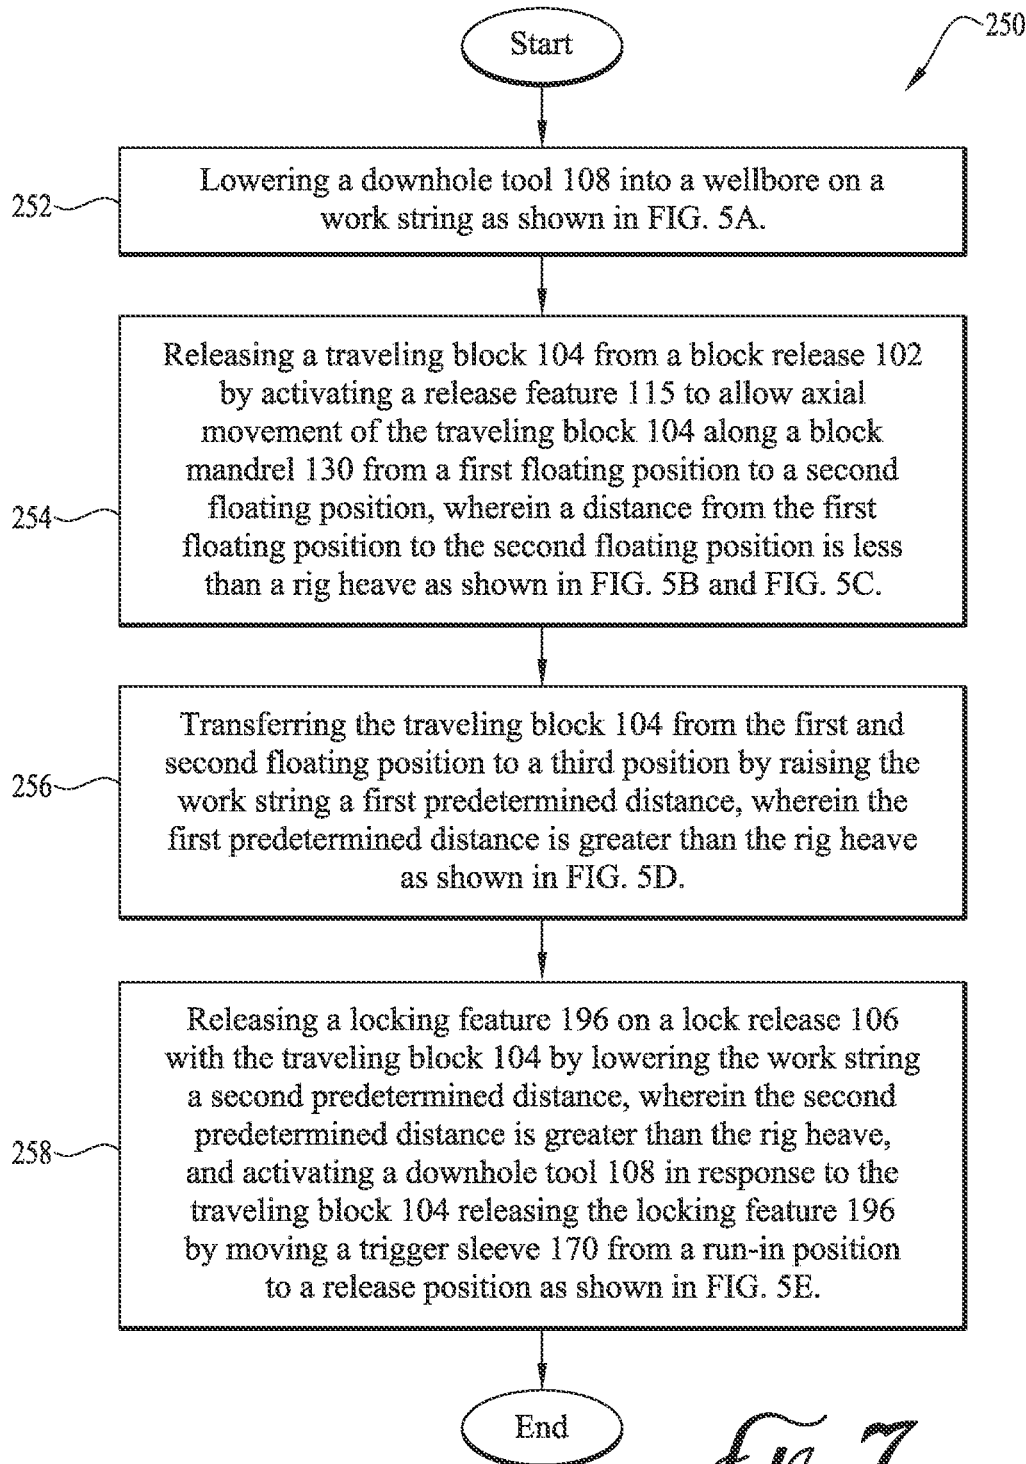 Start
250
252
Lowering a downhole tool 108 into a wellbore on a
work string as shown in FIG. 5A.
254
Releasing a traveling block 104 from a block release 102
by activating a release feature 115 to allow axial
movement of the traveling block 104 along a block
mandrel 130 from a first floating position to a second
floating position, wherein a distance from the first
floating position to the second floating position is less
than a rig heave as shown in FIG. 5B and FIG. 5C.
256
Transferring the traveling block 104 from the first and
second floating position to a third position by raising the
work string a first predetermined distance, wherein the
first predetermined distance is greater than the rig heave
as shown in FIG. 5D.
258
Releasing a locking feature 196 on a lock release 106
with the traveling block 104 by lowering the work string
a second predetermined distance, wherein the second
predetermined distance is greater than the rig heave,
and activating a downhole tool 108 in response to the
traveling block 104 releasing the locking feature 196
by moving a trigger sleeve 170 from a run-in position
to a release position as shown in FIG. 5E.
End